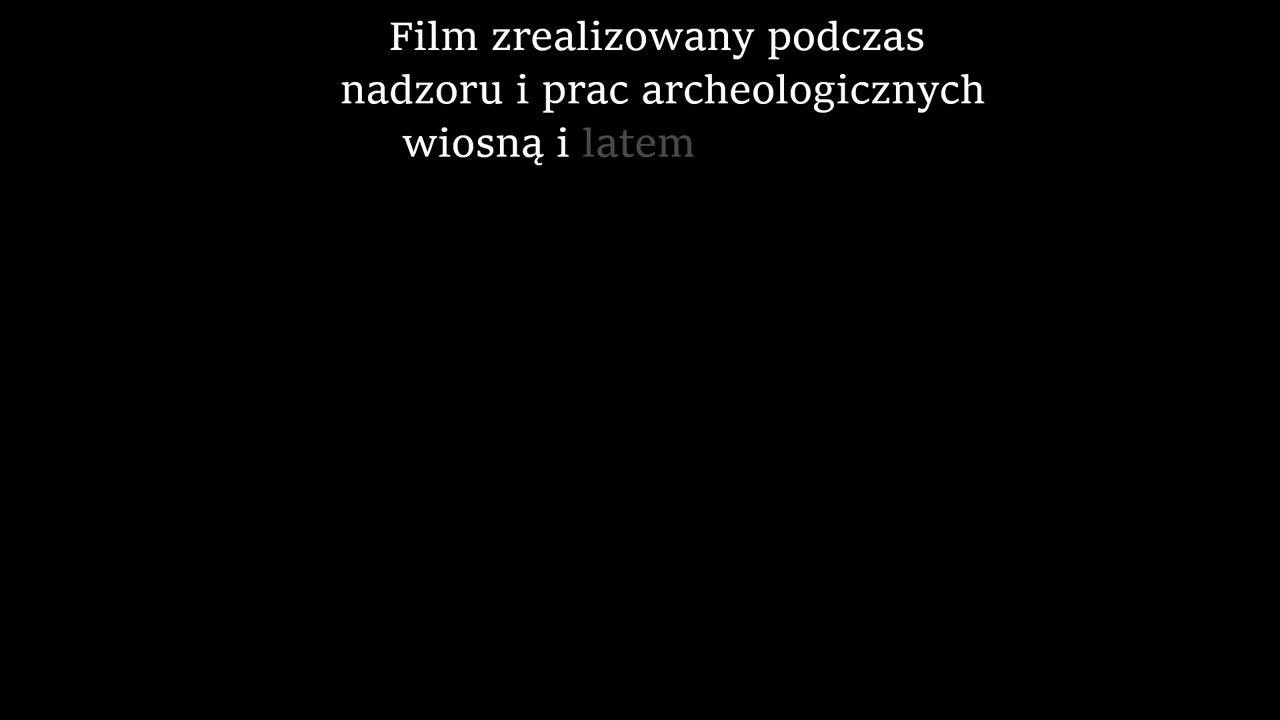 Film zrealizowany podczas
nadzoru i prac archeologicznych
wiosną i latem